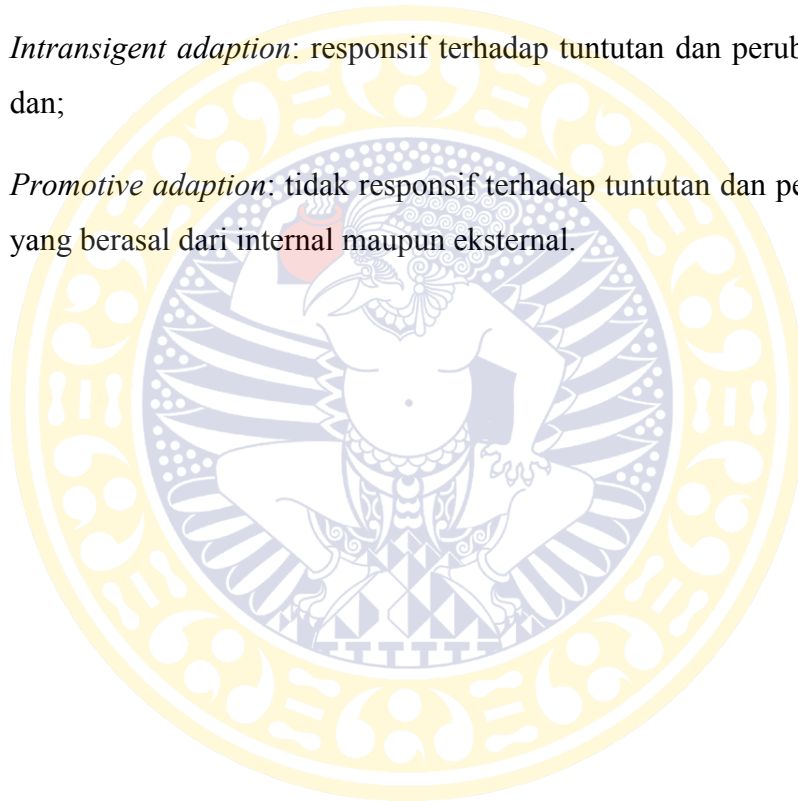 Intransigent adaption: responsif terhadap tuntutan dan
dan;
Promotive adaption: tidak responsif terhadap tuntutan dan
yang berasal dari internal maupun eksternal.